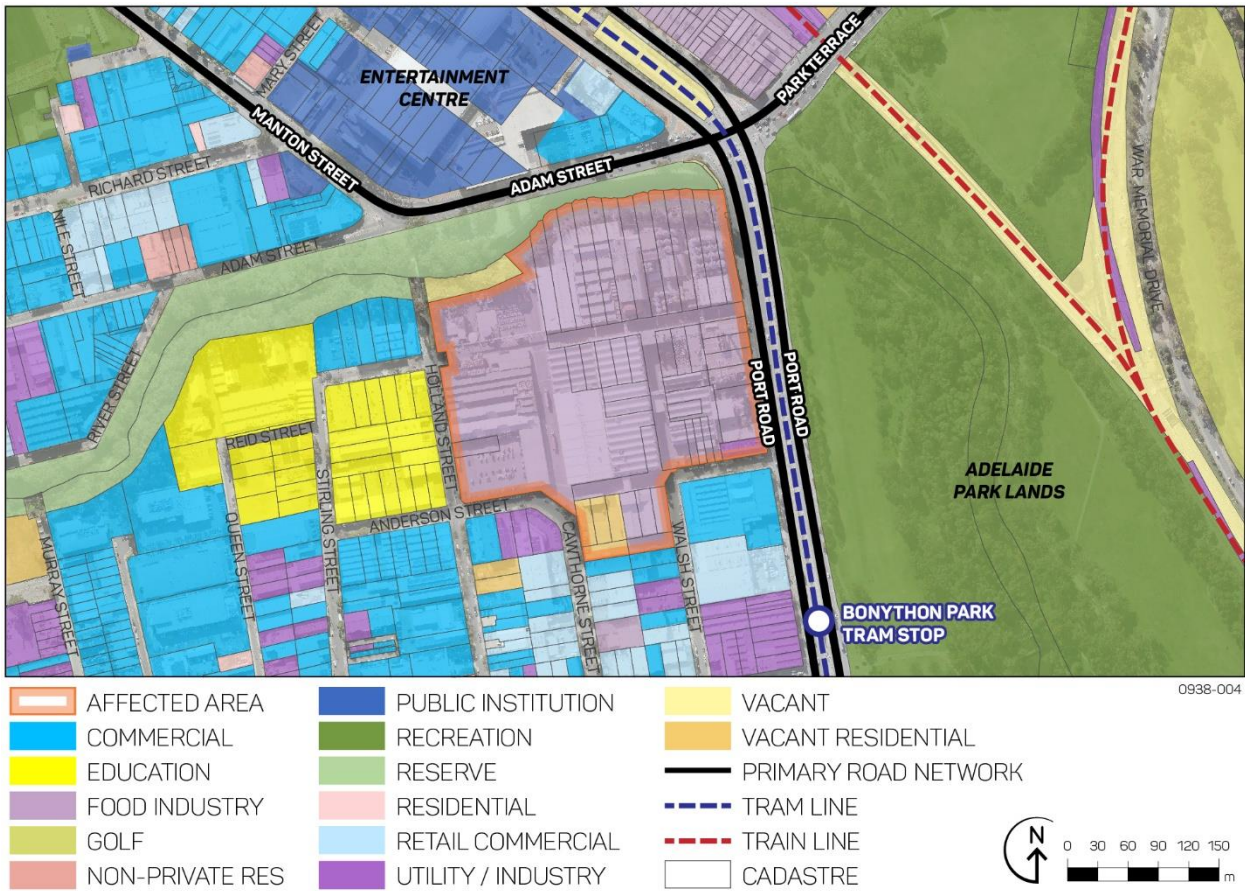 ENTERTAINMENT
CENTRE
MARY STREET
MANTON STREET
ADAM STREET
PARK TERRACE
RICHARD STREET
NILE STREET
ADAM STREET
WAR MEMORIAL DRIVE
RIVER STREET
HOLLAND STREET
PORT ROAD
PORT ROAD
REID STREET
STIRLING STREET
ADELAIDE
PARK LANDS
MURRAY STREET
QUEEN STREET
ANDERSON STREET
CAWTHORNE STREET
WALSH STREET
BONYTHON PARK
TRAM STOP
0938-004
AFFECTED AREA
COMMERCIAL
EDUCATION
FOOD INDUSTRY
GOLF
NON-PRIVATE RES
PUBLIC INSTITUTION
RECREATION
RESERVE
RESIDENTIAL
RETAIL COMMERCIAL
UTILITY / INDUSTRY
VACANT
VACANT RESIDENTIAL
PRIMARY ROAD NETWORK
TRAM LINE
TRAIN LINE
CADASTRE
N
0 30 60 90 120 150
m